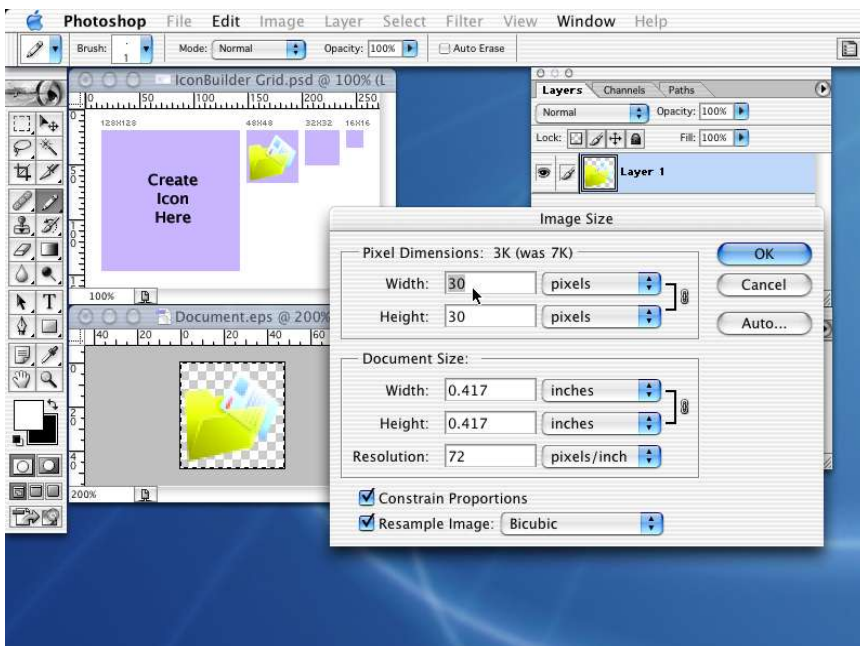 Photoshop File Edit Image Layer Select Filter View Window Help
Brush: 1 Mode: Normal Opacity: 100% Auto Erase
IconBuilder Grid.psd @ 100% (L
0 50 100 150 200 250
128X128 48X48 32X32 16X16
Create
Icon
Here
100%
Document.eps @ 200%
40 20 0 20 40 60
200%
Layers Channels Paths
Normal Opacity: 100%
Lock: Fill: 100%
Layer 1
Image Size
Pixel Dimensions: 3K (was 7K)
Width: 30 pixels
Height: 30 pixels
Document Size:
Width: 0.417 inches
Height: 0.417 inches
Resolution: 72 pixels/inch
Constrain Proportions
Resample Image: Bicubic
OK
Cancel
Auto...